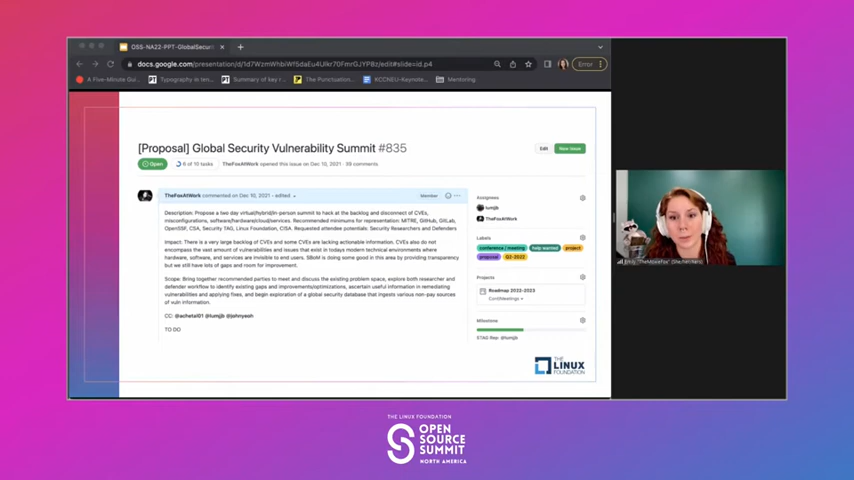 OSS-NA22-PPT-GlobalSecuri
docs.google.com/presentation/d/1d7WzmWhbiWf5daEu4Ulkr70FmrGJYP8z/edit#slide=id.p4
Error
A Five-Minute Gui...
Typography in ten...
Summary of key r...
The Punctuation...
KCCNEU-Keynote...
Mentoring
[Proposal] Global Security Vulnerability Summit #835
Edit
New issue
Open
6 of 10 tasks
TheFoxAtWork opened this issue on Dec 10, 2021 · 39 comments
TheFoxAtWork commented on Dec 10, 2021 · edited
Member
Description: Propose a two day virtual/hybrid/in-person summit to hack at the backlog and disconnect of CVEs,
misconfigurations, software/hardware/cloud/services. Recommended minimums for representation: MITRE, GitHub, GitLab,
OpenSSF, CSA, Security TAG, Linux Foundation, CISA. Requested attendee potential: Security Researchers and Defenders
Impact: There is a very large backlog of CVEs and some CVEs are lacking actionable information. CVEs also do not
encompass the vast amount of vulnerabilities and issues that exist in todays modern technical environments where
hardware, software, and services are invisible to end users. SBoM is doing some good in this area by providing transparency
but we still have lots of gaps and room for improvement.
Scope: Bring together recommended parties to meet and discuss the existing problem space, explore both researcher and
defender workflow to identify existing gaps and improvements/optimizations, ascertain useful information in remediating
vulnerabilities and applying fixes, and begin exploration of a global security database that ingests various non-pay sources
of vuln information.
CC: @achetal01 @lumjjb @johnyeoh
TO DO
Assignees
lumjjb
TheFoxAtWork
Labels
conference / meeting
help wanted
project
proposal
Q2-2022
Projects
Roadmap 2022-2023
Milestone
STAG Rep: @lumjjb
THE
LINUX
FOUNDATION
THE LINUX FOUNDATION
OPEN
SOURCE
SUMMIT
NORTH AMERICA